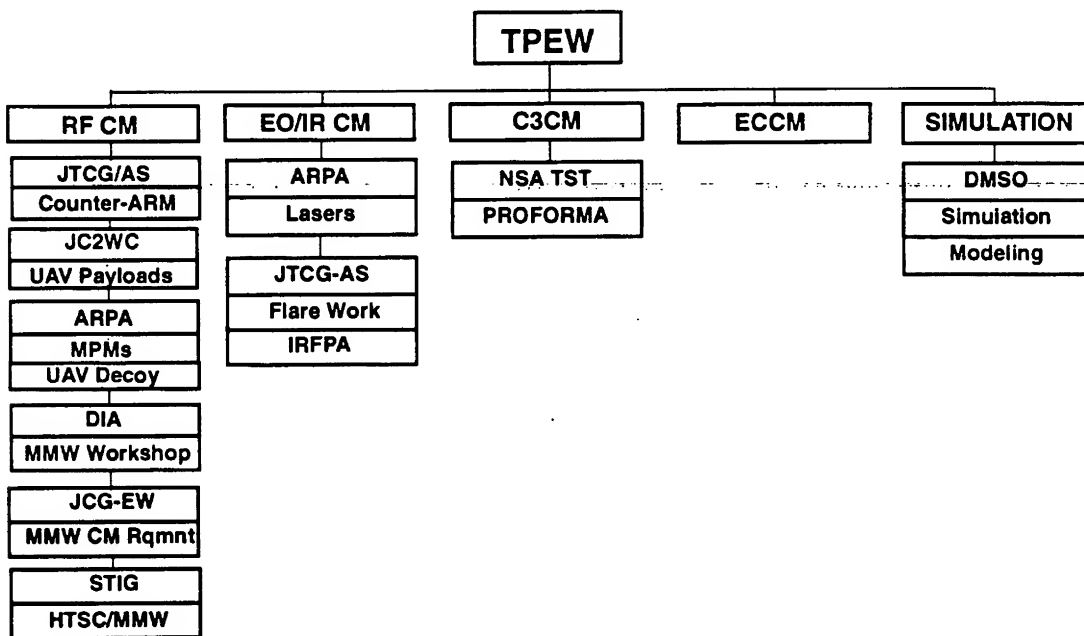 TPEW
RF CM
JTCG/AS
Counter-ARM
JC2WC
UAV Payloads
ARPA
MPMs
UAV Decoy
DIA
MMW Workshop
JCG-EW
MMW CM Rqmnt
STIG
HTSC/MMW
EO/IR CM
ARPA
Lasers
JTCG-AS
Flare Work
IRFPA
C3CM
NSA TST
PROFORMA
ECCM
SIMULATION
DMSO
Simulation
Modeling